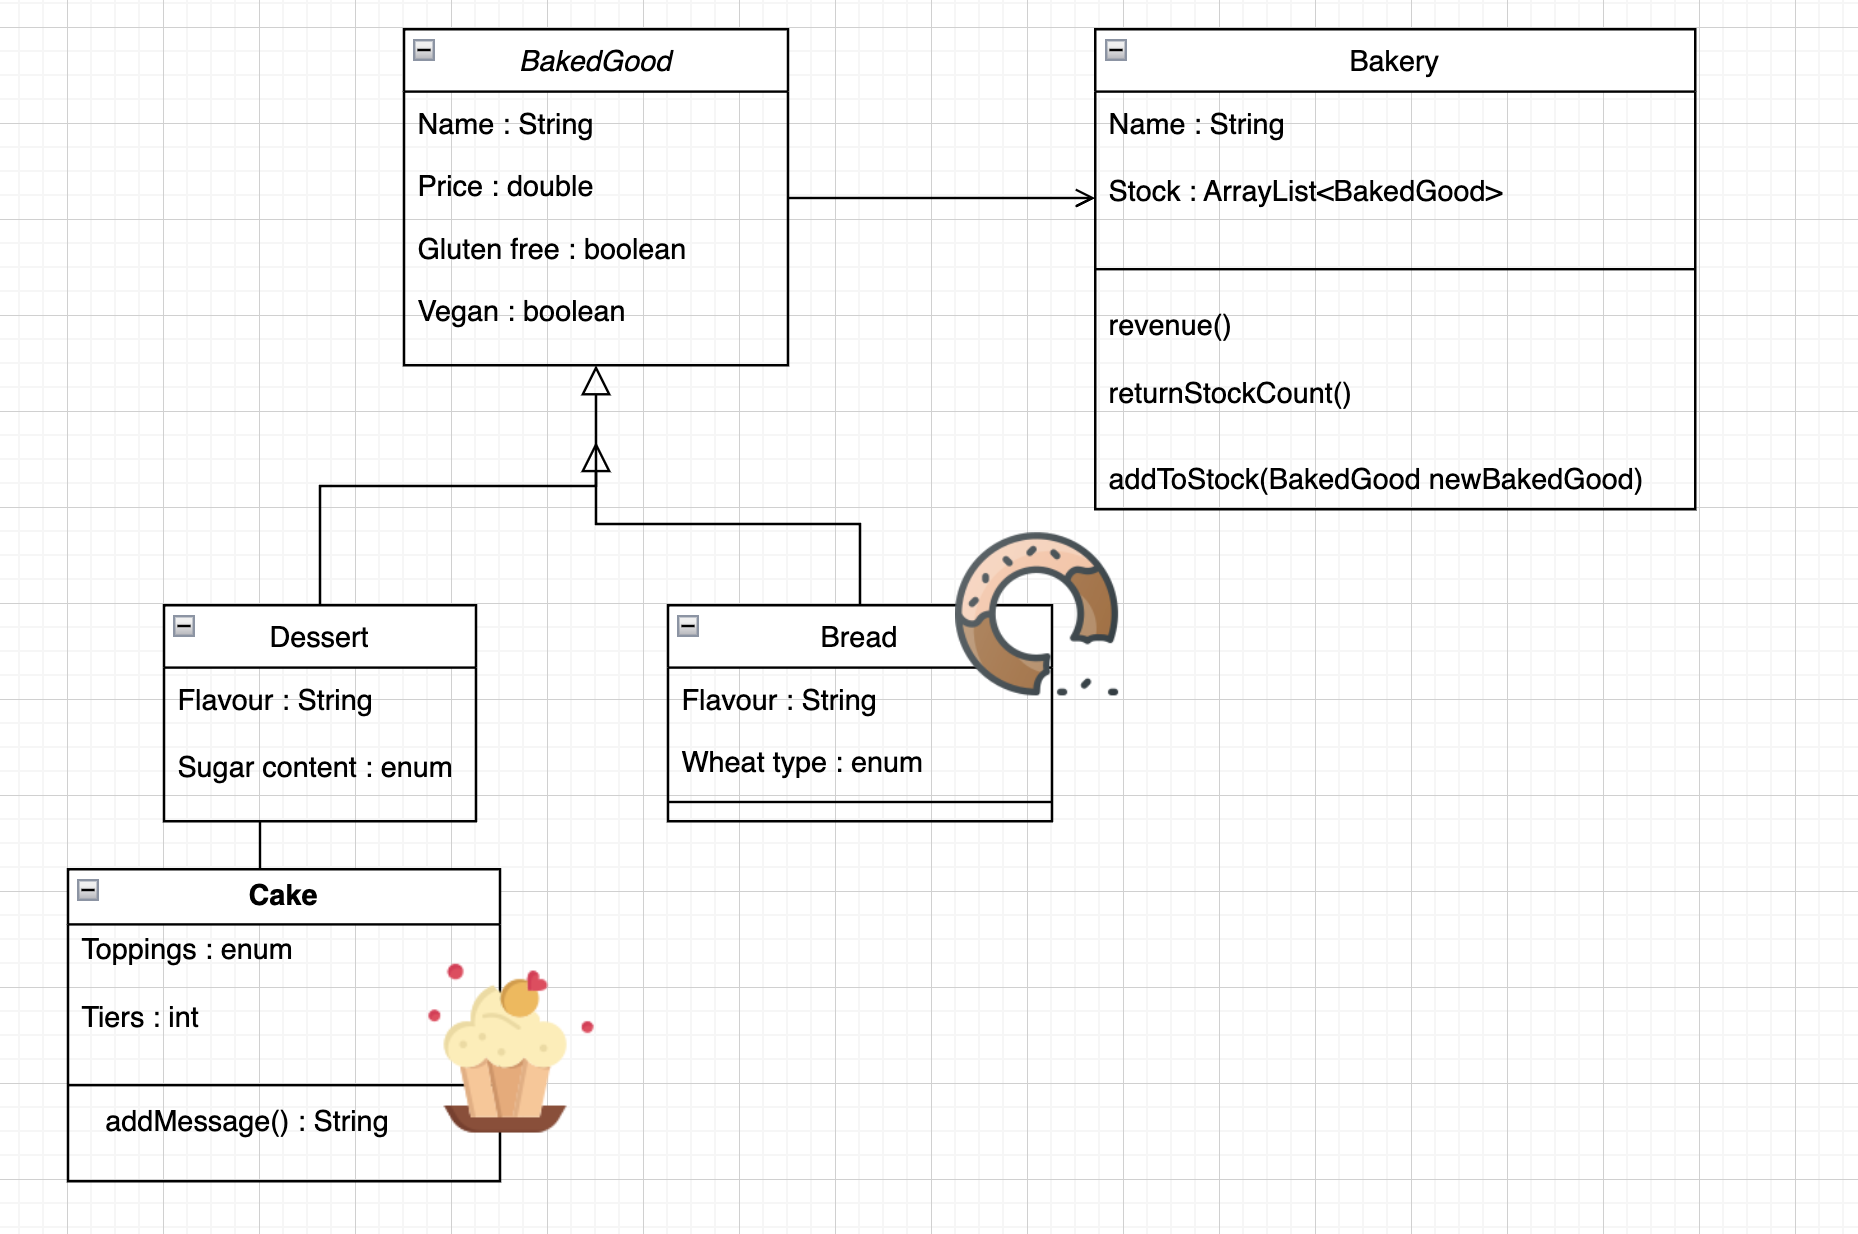 BakedGood
Name : String
Price : double
Gluten free : boolean
Vegan : boolean
Bakery
Name : String
Stock : ArrayList<BakedGood>
revenue()
returnStockCount()
addToStock(BakedGood newBakedGood)
Dessert
Flavour : String
Sugar content : enum
Bread
Flavour : String
Wheat type : enum
Cake
Toppings : enum
Tiers : int
addMessage() : String